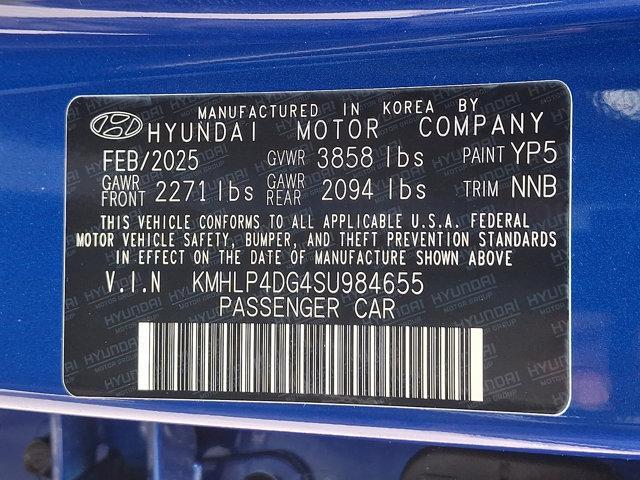 MANUFACTURED IN KOREA BY
HYUNDAI MOTOR COMPANY
FEB/2025 GVWR 3858 lbs PAINT YP5
GAWR FRONT 2271 lbs GAWR REAR 2094 lbs TRIM NNB
THIS VEHICLE CONFORMS TO ALL APPLICABLE U.S.A. FEDERAL
MOTOR VEHICLE SAFETY, BUMPER, AND THEFT PREVENTION STANDARDS
IN EFFECT ON THE DATE OF MANUFACTURE SHOWN ABOVE
V.I.N KMHLP4DG4SU984655
PASSENGER CAR